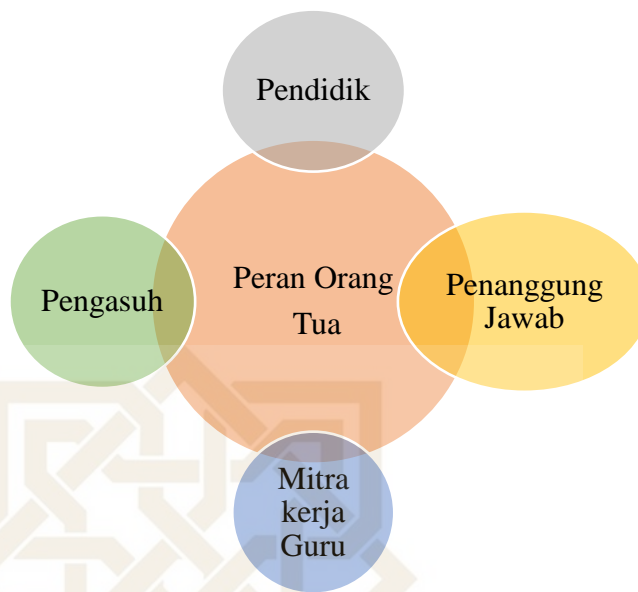 Pendidik
Pengasuh
Peran Orang
Tua
Penanggung
Jawab
Mitra
kerja
Guru